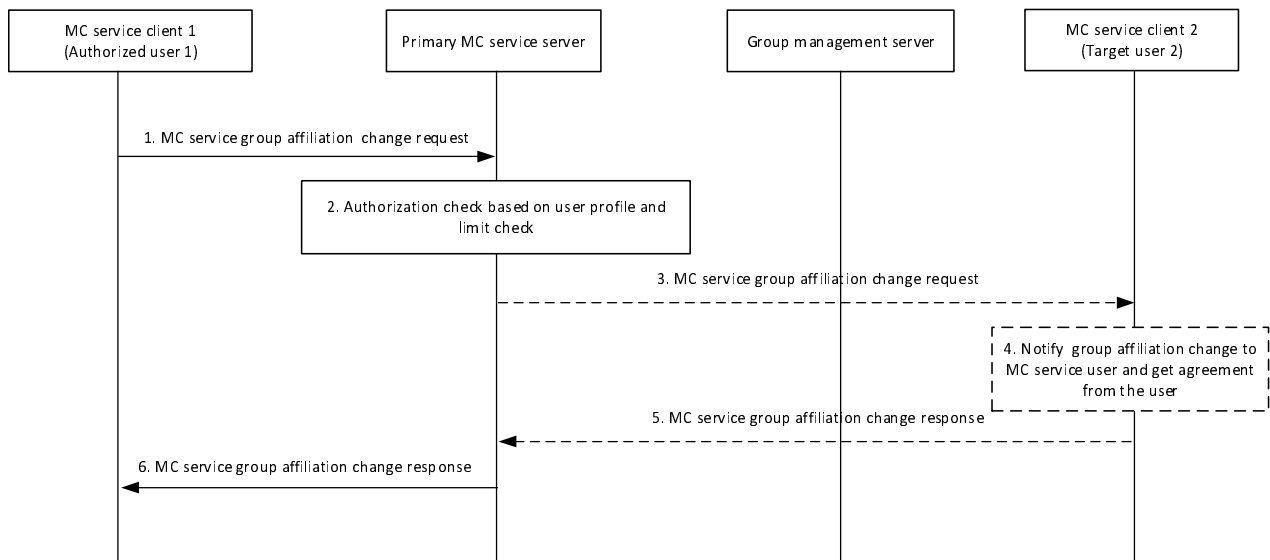 MC service client 1
(Authorized user 1)
Primary MC service server
Group management server
MC service client 2
(Target user 2)
1. MC service group affiliation change request
2. Authorization check based on user profile and
limit check
3. MC service group affiliation change request
4. Notify group affiliation change to
MC service user and get agreement
from the user
5. MC service group affiliation change response
6. MC service group affiliation change response